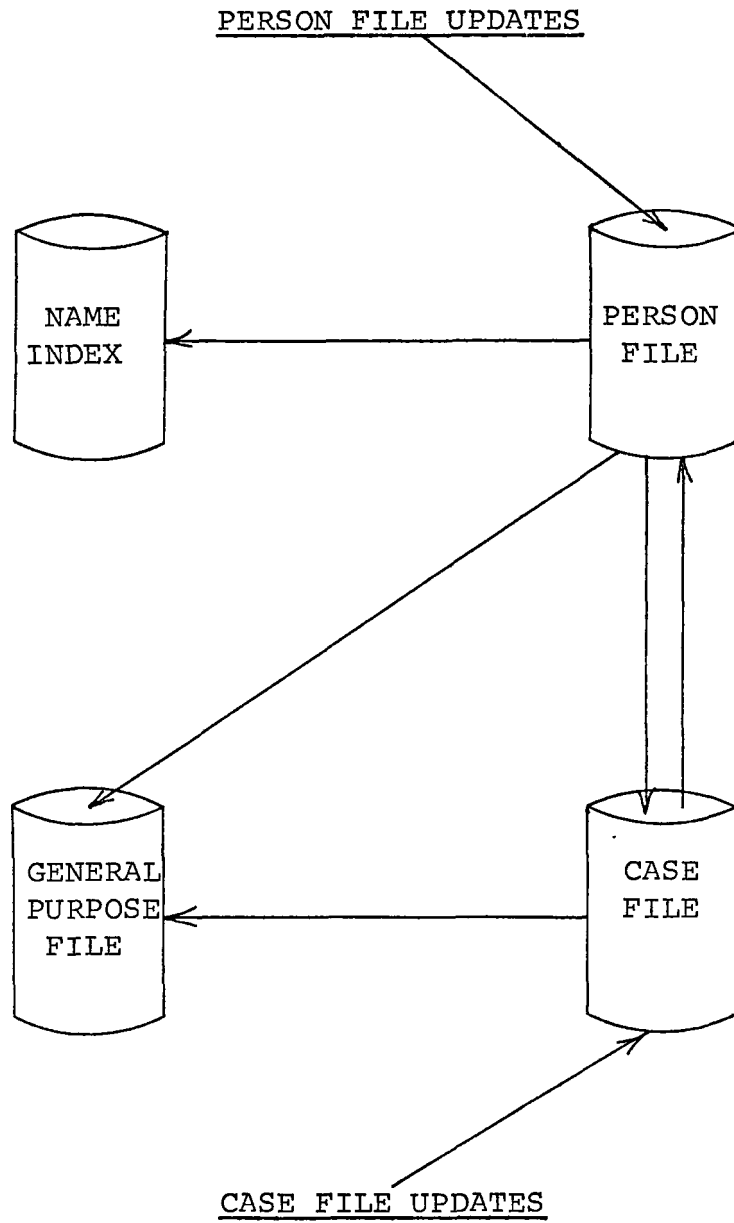 PERSON FILE UPDATES
NAME
INDEX
PERSON
FILE
GENERAL
PURPOSE
FILE
CASE
FILE
CASE FILE UPDATES